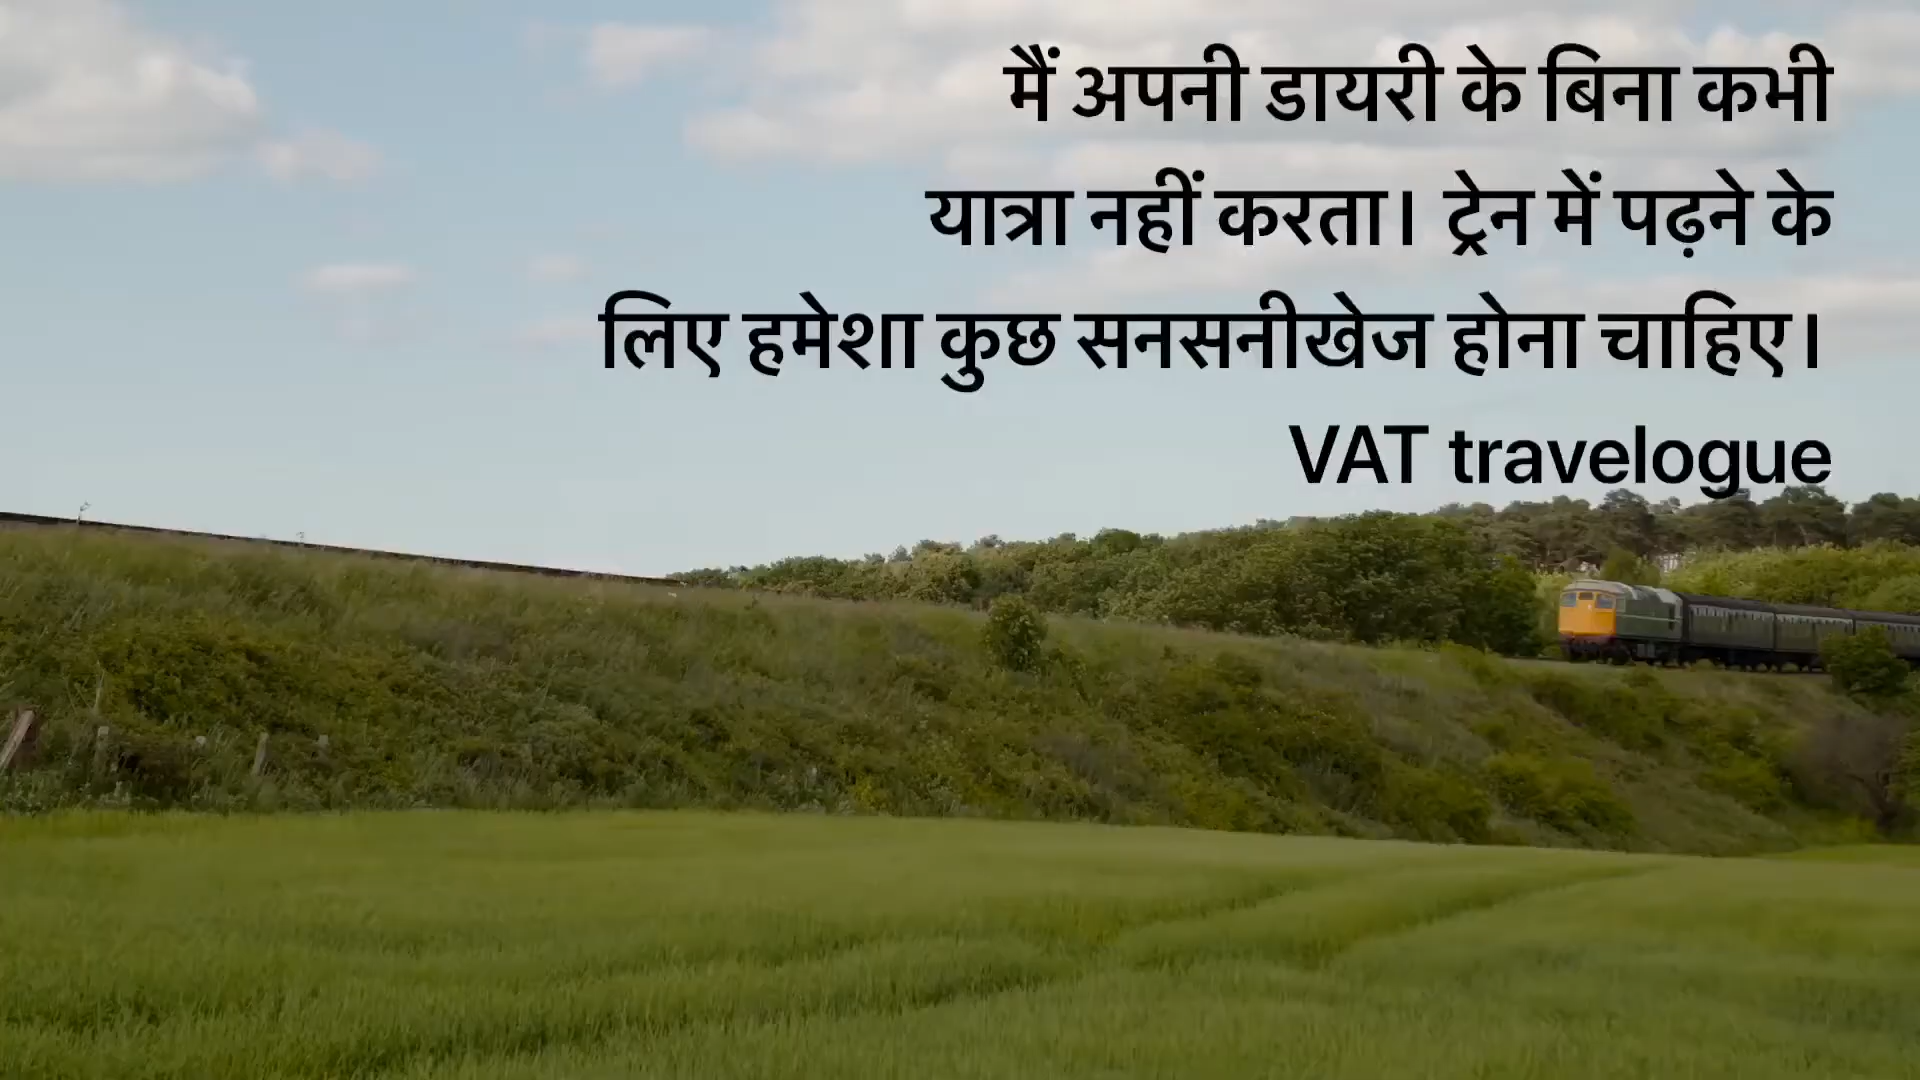 मैं अपनी डायरी के बिना कभी
यात्रा नहीं करता। ट्रेन में पढ़ने के
लिए हमेशा कुछ सनसनीखेज होना चाहिए।
VAT travelogue